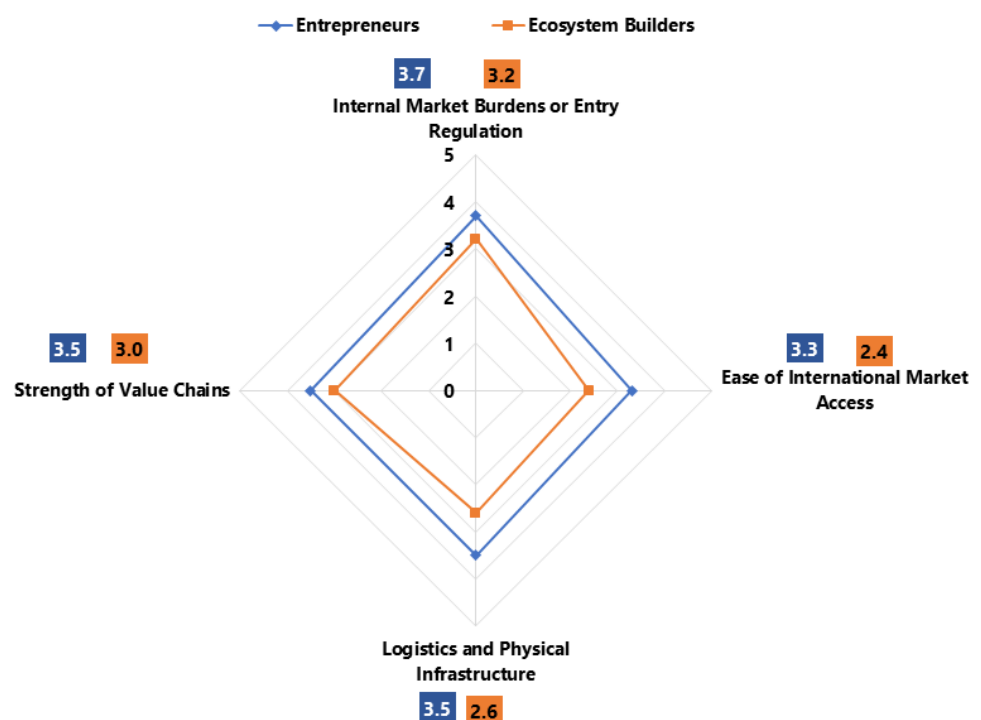 Entrepreneurs Ecosystem Builders
3.7 3.2
Internal Market Burdens or Entry
Regulation
5
4
3
2
1
0
3.5 3.0
Strength of Value Chains
3.3 2.4
Ease of International Market
Access
Logistics and Physical
Infrastructure
3.5 2.6